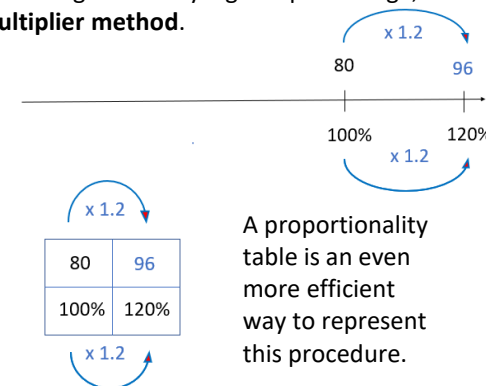 ultiplier method.
x 1.2
80 96
100% 120%
x 1.2
x 1.2
80 96
100% 120%
x 1.2
A proportionality
table is an even
more efficient
way to represent
this procedure.